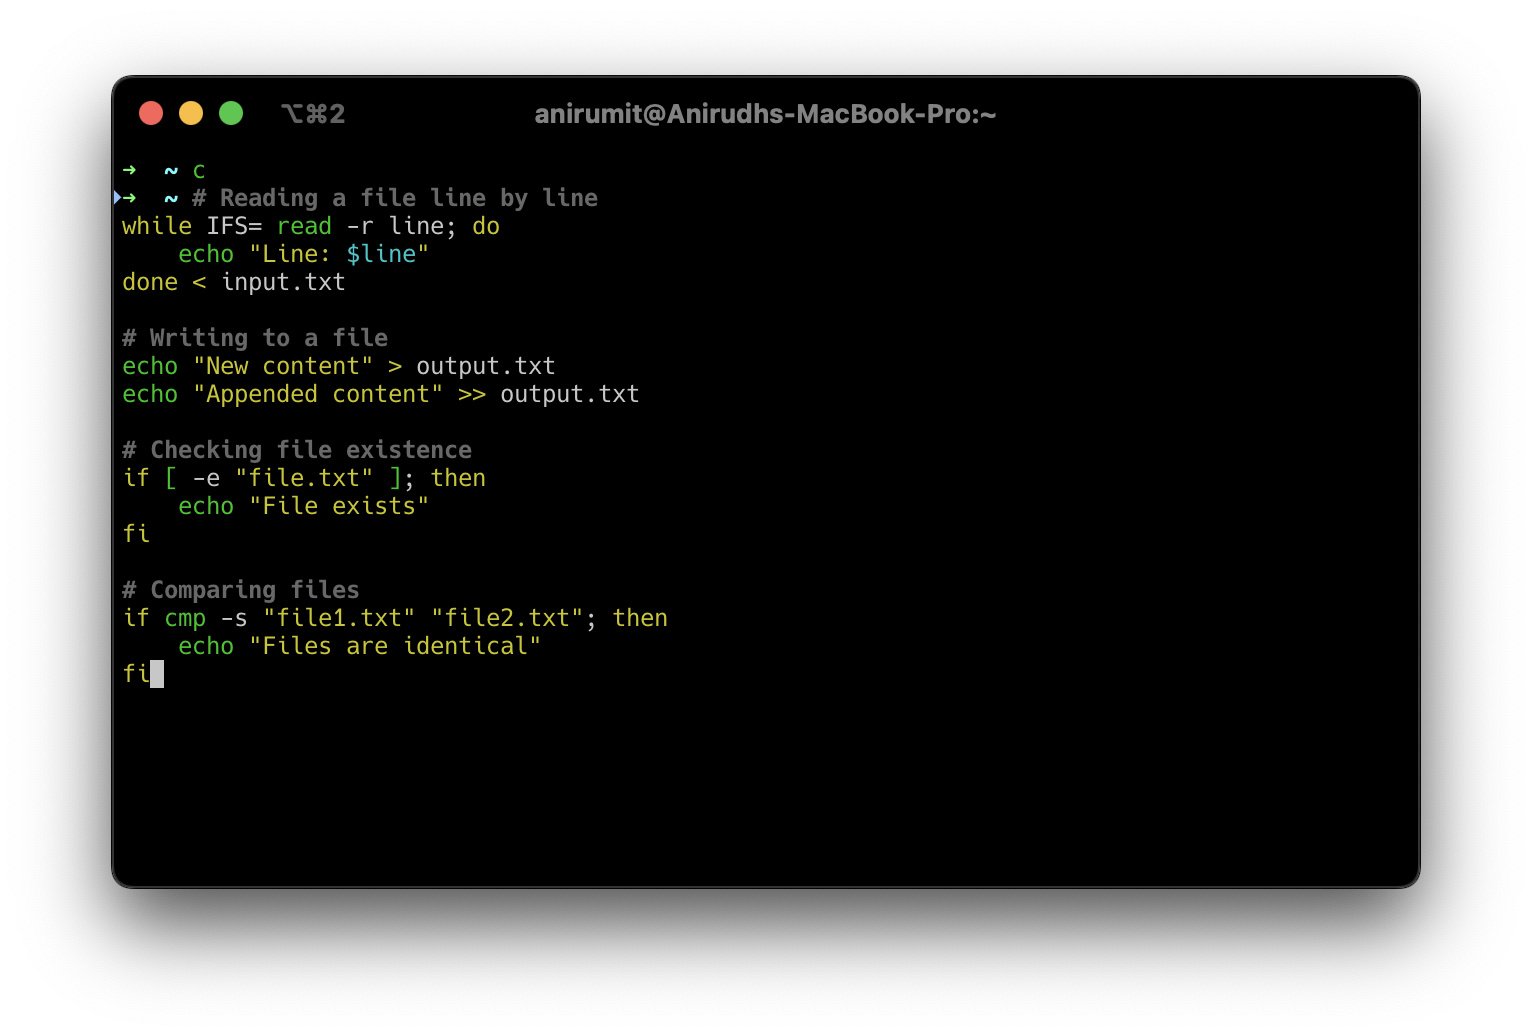 ⌥⌘2 anirumit@Anirudhs-MacBook-Pro:~
➜  ~ c
➜  ~ # Reading a file line by line
while IFS= read -r line; do
    echo "Line: $line"
done < input.txt

# Writing to a file
echo "New content" > output.txt
echo "Appended content" >> output.txt

# Checking file existence
if [ -e "file.txt" ]; then
    echo "File exists"
fi

# Comparing files
if cmp -s "file1.txt" "file2.txt"; then
    echo "Files are identical"
fi